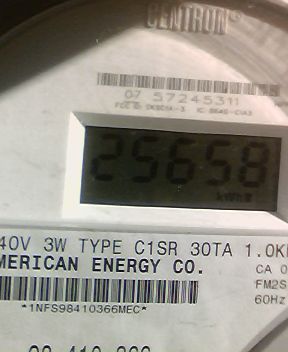 CENTRON®
07 57245311
25658
40V 3W TYPE C1SR 30TA 1.0K
MERICAN ENERGY CO.
CA 0
FM2S
60Hz
*1NFS98410366MEC*